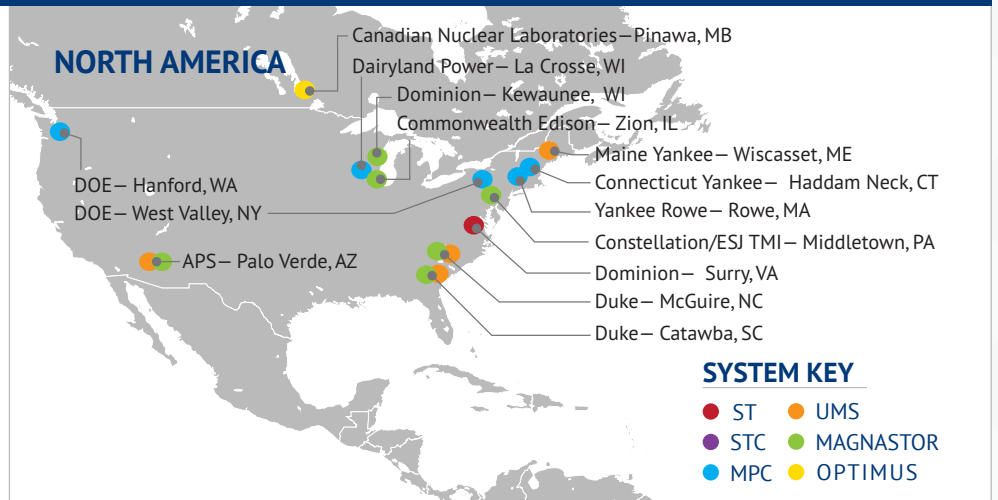 NORTH AMERICA
Canadian Nuclear Laboratories—Pinawa, MB
Dairyland Power—La Crosse, WI
Dominion—Kewaunee, WI
Commonwealth Edison—Zion, IL
Maine Yankee—Wiscasset, ME
Connecticut Yankee—Haddam Neck, CT
Yankee Rowe—Rowe, MA
Constellation/ESJ TMI—Middletown, PA
Dominion—Surry, VA
Duke—McGuire, NC
Duke—Catawba, SC
DOE—Hanford, WA
DOE—West Valley, NY
APS—Palo Verde, AZ
SYSTEM KEY
ST
UMS
STC
MAGNASTOR
MPC
OPTIMUS